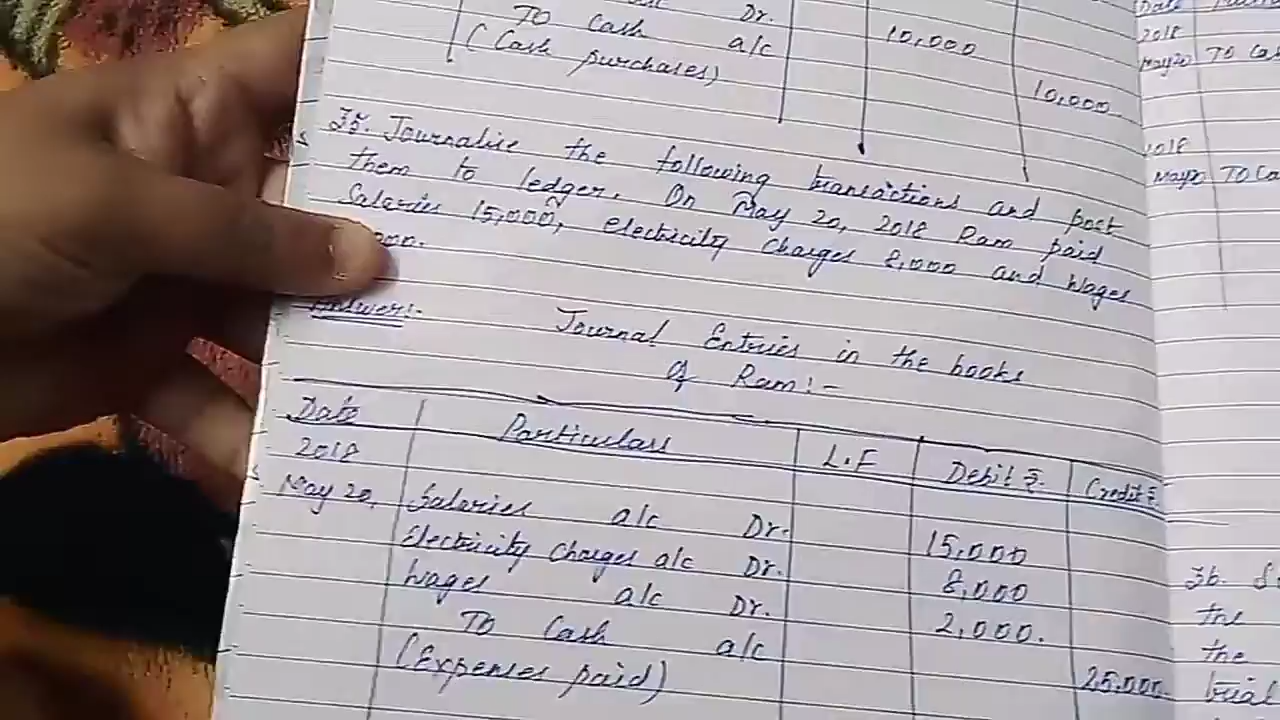 Dr.
To Cash a/c 10,000
(Cash purchases)
10,000
35. Journalise the following transactions and post
them to ledger. On May 20, 2018 Ram paid
Salaries 15,000, electricity charges 8,000 and wages
Answer:-
Journal Entries in the books
of Ram:-
Date Particulars L.F Debit ₹. Credit ₹.
2018
May 20, Salaries a/c Dr. 15,000
Electricity charges a/c Dr. 8,000
Wages a/c Dr. 2,000.
To Cash a/c 25,000
(Expenses paid)
Date
2018
May 20 To Cas
2018
May 20 To Ca
36.
the
the
trial